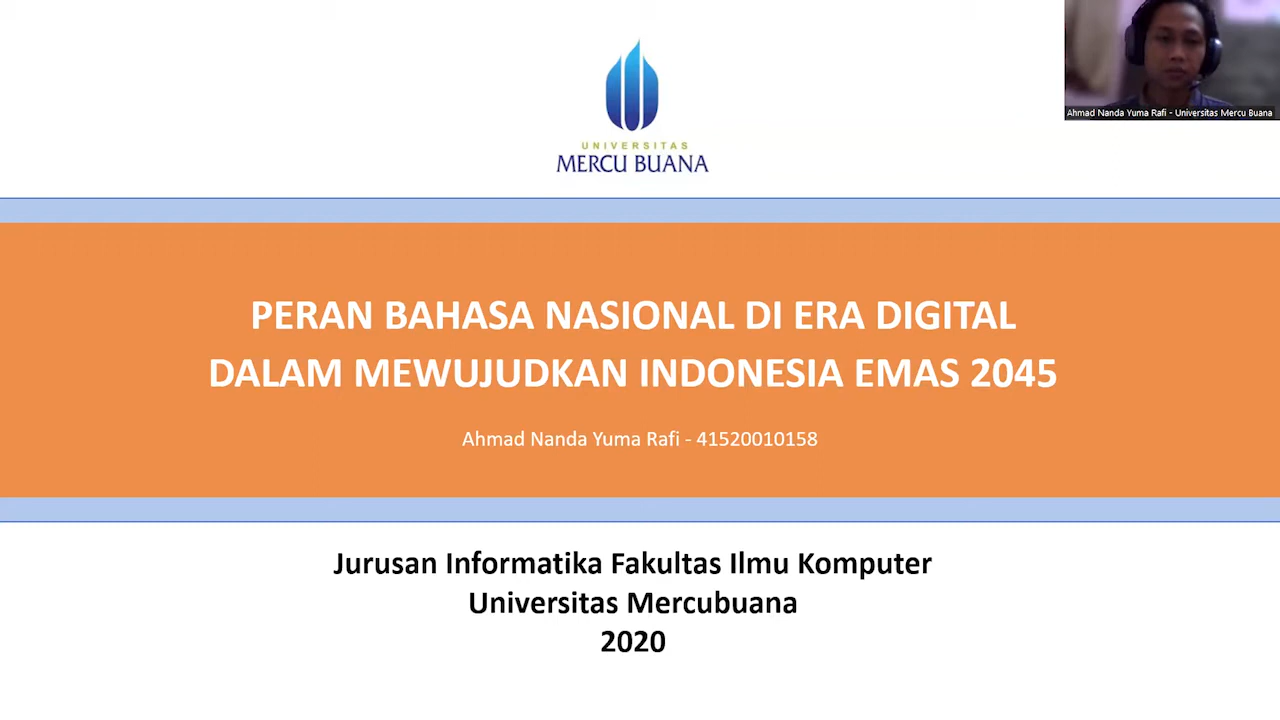 UNIVERSITAS
MERCU BUANA
Ahmad Nanda Yuma Rafi - Universitas Mercu Buana
PERAN BAHASA NASIONAL DI ERA DIGITAL
DALAM MEWUJUDKAN INDONESIA EMAS 2045
Ahmad Nanda Yuma Rafi - 41520010158
Jurusan Informatika Fakultas Ilmu Komputer
Universitas Mercubuana
2020